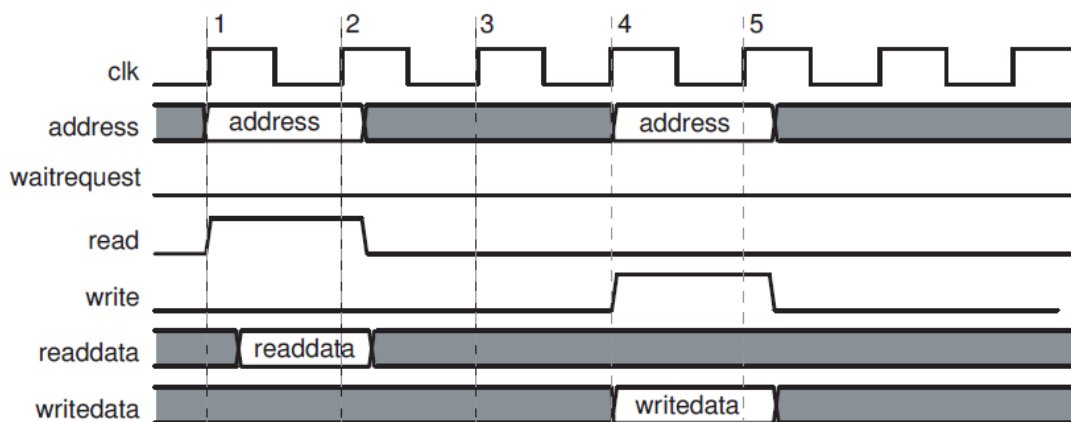 1 2 3 4 5
clk
address address address
waitrequest
read
write
readdata readdata
writedata writedata